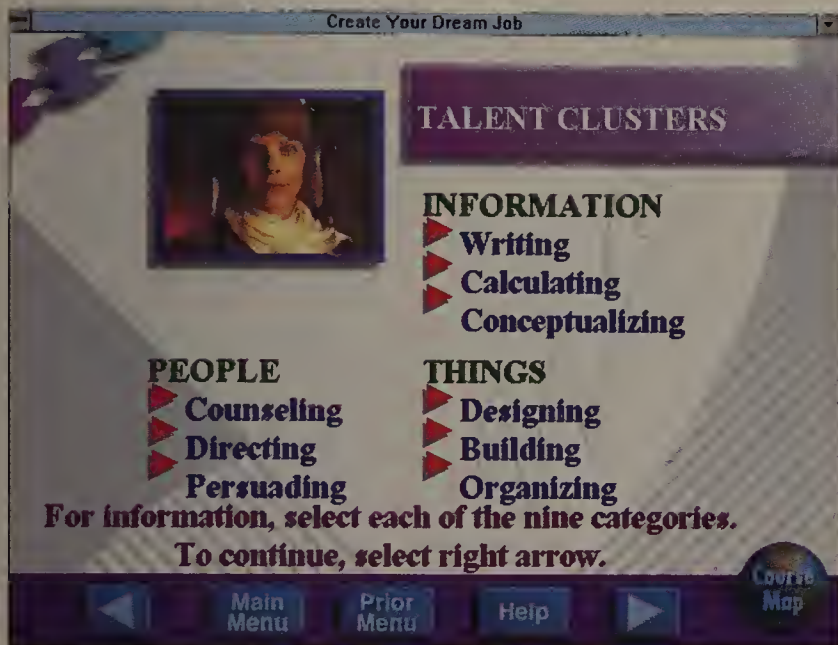 Create Your Dream Job
TALENT CLUSTERS
INFORMATION
Writing
Calculating
Conceptualizing
PEOPLE
Counseling
Directing
Persuading
THINGS
Designing
Building
Organizing
For information, select each of the nine categories.
To continue, select right arrow.
Main
Menu
Prior
Menu
Help
Course
Map